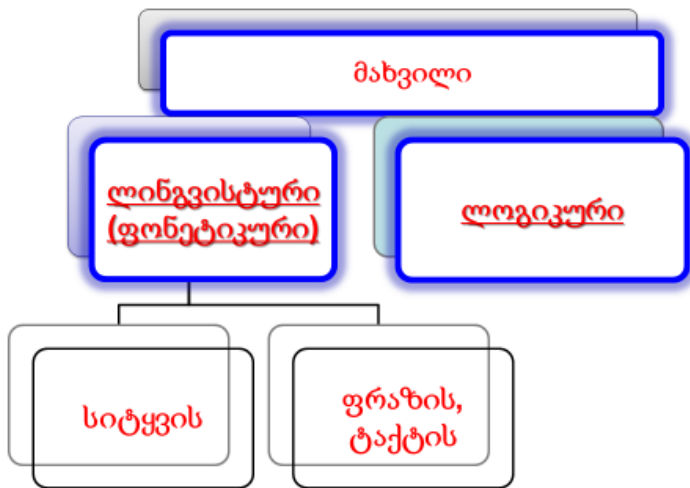 მახვილი
ლინგვისტური
(ფონეტიკური)
ლოგიკური
სიტყვის
ფრაზის,
ტაქტის